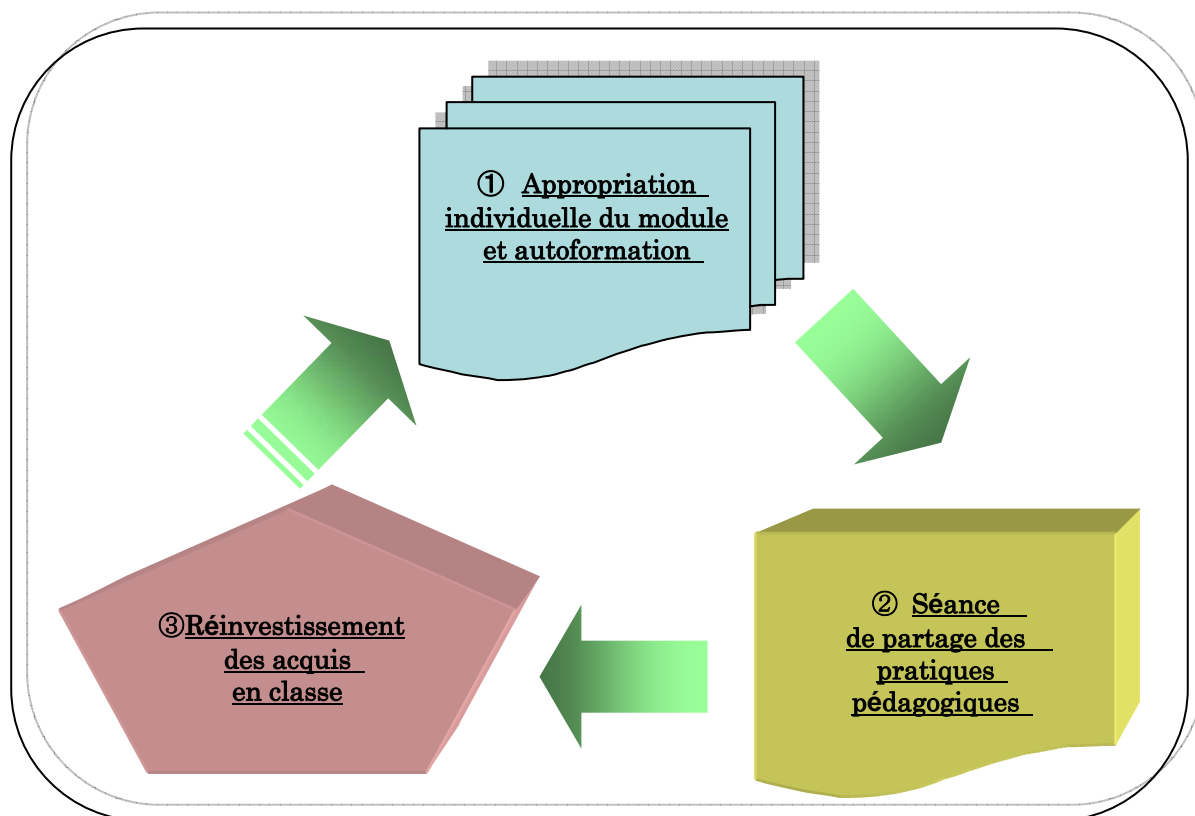 ① Appropriation
individuelle du module
et autoformation
② Séance
de partage des
pratiques
pédagogiques
③Réinvestissement
des acquis
en classe